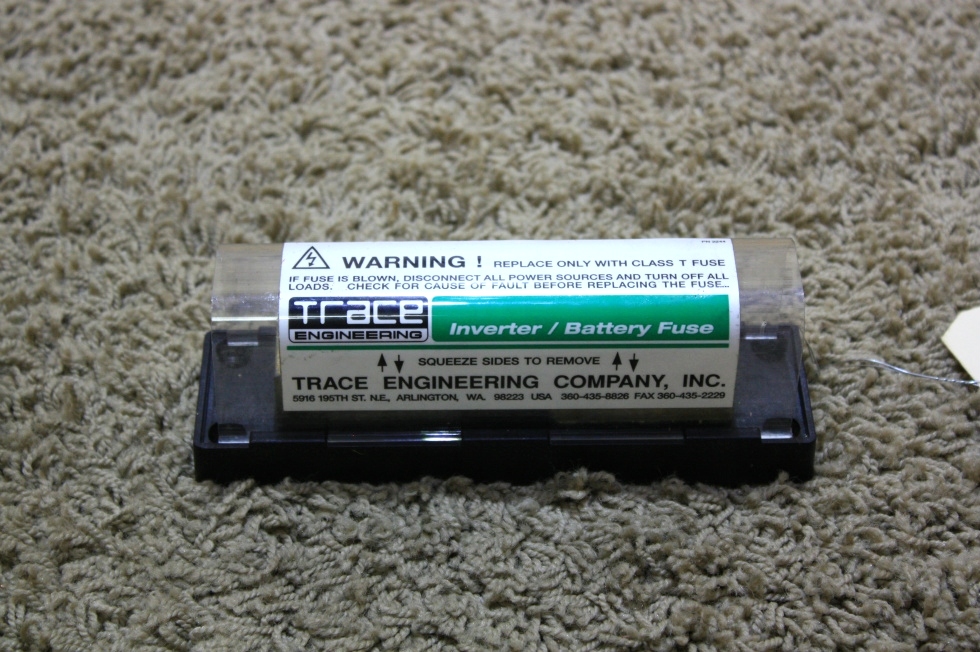 WARNING ! REPLACE ONLY WITH CLASS T FUSE
IF FUSE IS BLOWN, DISCONNECT ALL POWER SOURCES AND TURN OFF ALL
LOADS. CHECK FOR CAUSE OF FAULT BEFORE REPLACING THE FUSE...
Trace
ENGINEERING
Inverter / Battery Fuse
SQUEEZE SIDES TO REMOVE
TRACE ENGINEERING COMPANY, INC.
5916 195TH ST. N.E., ARLINGTON, WA. 98223 USA 360-435-8826 FAX 360-435-2229